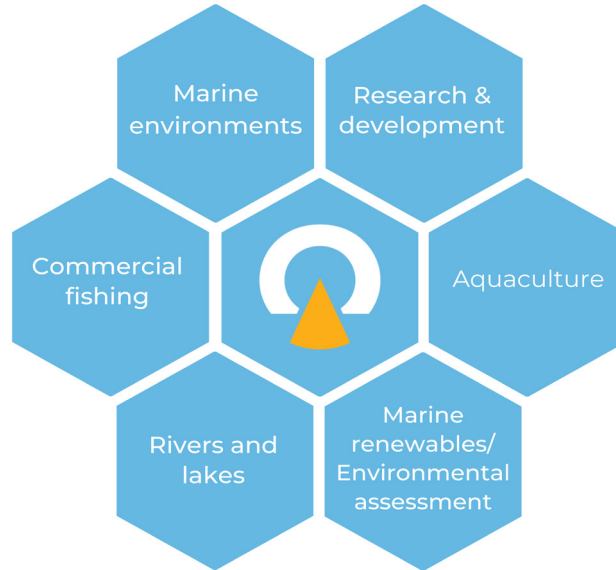 Marine
environments
Research &
development
Commercial
fishing
Aquaculture
Rivers and
lakes
Marine
renewables/
Environmental
assessment